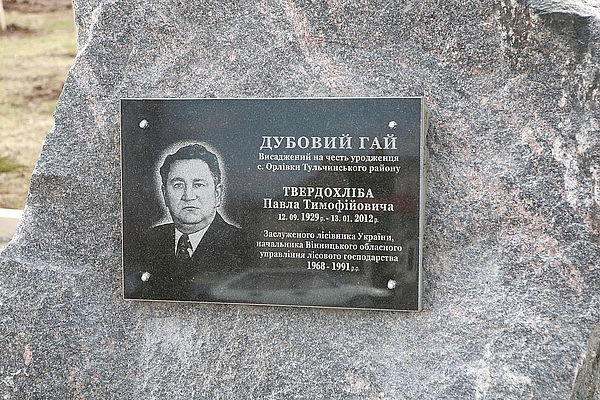 ДУБОВИЙ ГАЙ
Висаджений на честь уродженця
с. Орлівки Тульчинського району
ТВЕРДОХЛІБА
Павла Тимофійовича
12. 09. 1929 р. - 13. 01. 2012 р.
Заслуженого лісівника України,
начальника Вінницького обласного
управління лісового господарства
1968 - 1991 р.р.